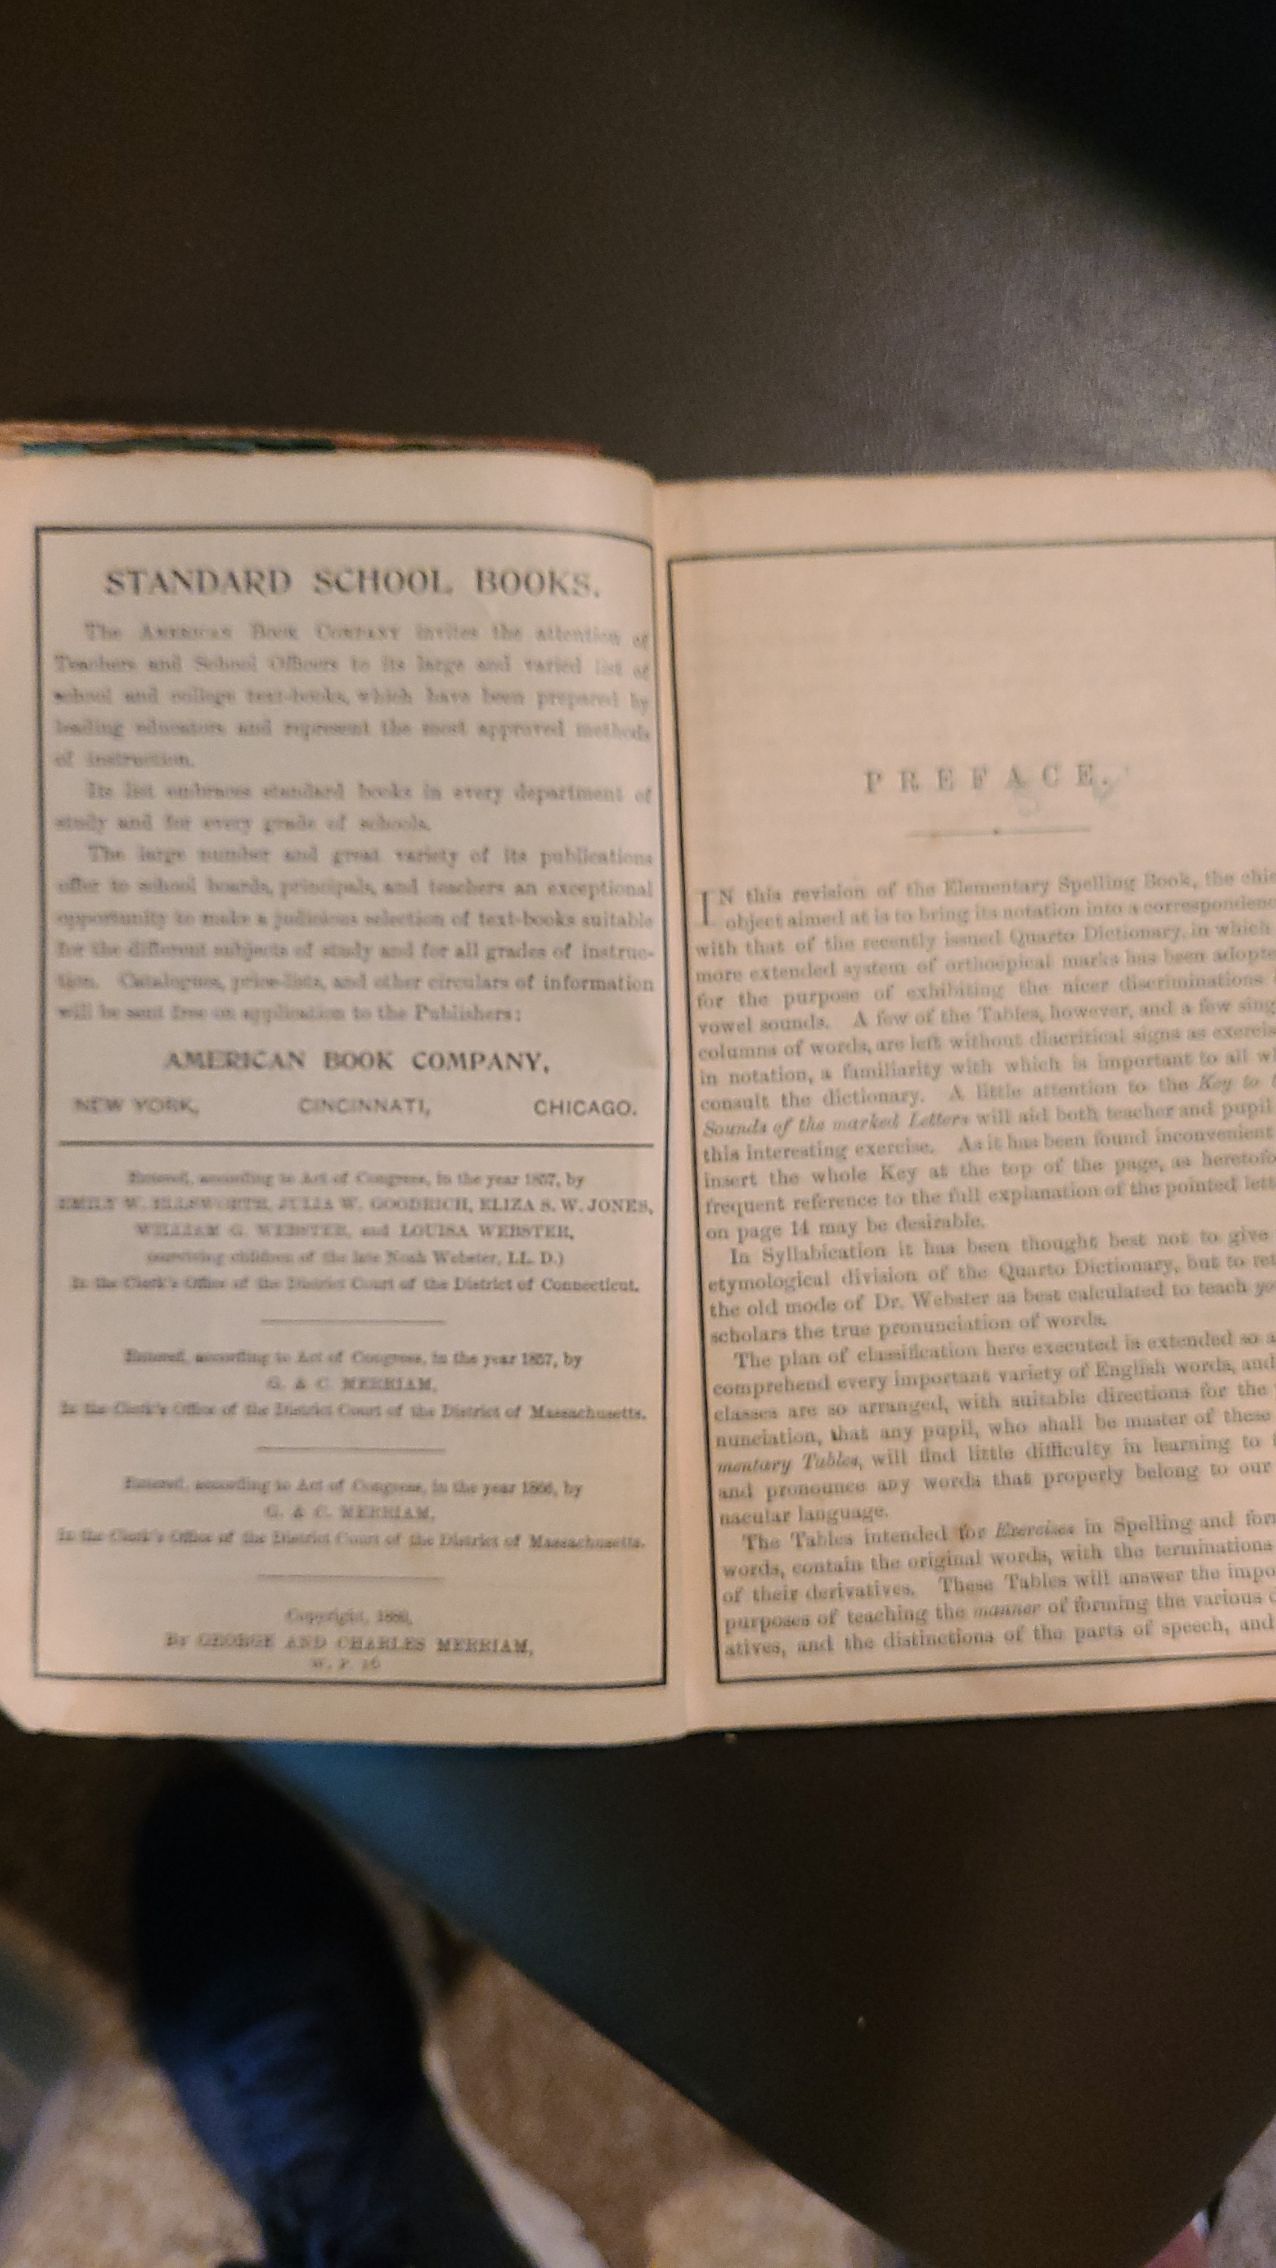 STANDARD SCHOOL BOOKS.
The AMERICAN BOOK COMPANY invites the attention of
Teachers and School Officers to its large and varied list of
school and college text-books, which have been prepared by
leading educators and represent the most approved methods
of instruction.
Its list embraces standard books in every department of
study and for every grade of schools.
The large number and great variety of its publications
offer to school boards, principals, and teachers an exceptional
opportunity to make a judicious selection of text-books suitable
for the different subjects of study and for all grades of instruc-
tion. Catalogues, price-lists, and other circulars of information
will be sent free on application to the Publishers:
AMERICAN BOOK COMPANY,
NEW YORK, CINCINNATI, CHICAGO.
Entered, according to Act of Congress, in the year 1857, by
EMILY W. ELLSWORTH, JULIA W. GOODRICH, ELIZA S. W. JONES,
WILLIAM G. WEBSTER, and LOUISA WEBSTER,
(surviving children of the late Noah Webster, LL. D.)
In the Clerk's Office of the District Court of the District of Connecticut.
Entered, according to Act of Congress, in the year 1857, by
G. & C. MERRIAM,
In the Clerk's Office of the District Court of the District of Massachusetts.
Entered, according to Act of Congress, in the year 1866, by
G. & C. MERRIAM,
In the Clerk's Office of the District Court of the District of Massachusetts.
Copyright,
By GEORGE AND CHARLES MERRIAM,
W. P. 16
PREFACE.
IN this revision of the Elementary Spelling Book, the chie
object aimed at is to bring its notation into a correspondenc
with that of the recently issued Quarto Dictionary, in which
more extended system of orthoepical marks has been adopte
for the purpose of exhibiting the nicer discriminations
vowel sounds. A few of the Tables, however, and a few sing
columns of words, are left without diacritical signs as exercis
in notation, a familiarity with which is important to all w
consult the dictionary. A little attention to the Key to
Sounds of the marked Letters will aid both teacher and pupil
this interesting exercise. As it has been found inconvenient
insert the whole Key at the top of the page, as heretofo
frequent reference to the full explanation of the pointed lett
on page 14 may be desirable.
In Syllabication it has been thought best not to give
etymological division of the Quarto Dictionary, but to ret
the old mode of Dr. Webster as best calculated to teach yo
scholars the true pronunciation of words.
The plan of classification here executed is extended so a
comprehend every important variety of English words, and
classes are so arranged, with suitable directions for the
nunciation, that any pupil, who shall be master of these
mentary Tables, will find little difficulty in learning to
and pronounce any words that properly belong to our
nacular language.
The Tables intended for Exercises in Spelling and for
words, contain the original words, with the terminations
of their derivatives. These Tables will answer the impo
purposes of teaching the manner of forming the various
atives, and the distinctions of the parts of speech, and